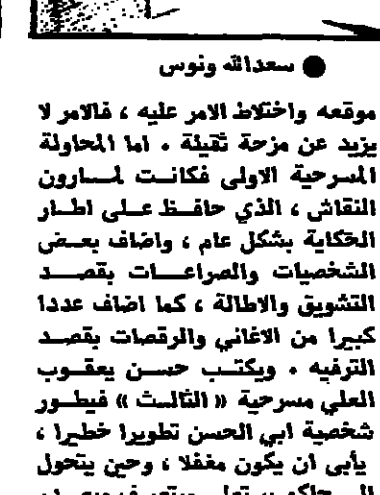 ● سعدالله ونوس
موقعه واختلاط الامر عليه ، فالامر لا
يزيد عن مزحة ثقيلة . اما المحاولة
المسرحية الاولى فكانت لمارون
النقاش ، الذي حافظ على اطار
الحكاية بشكل عام ، واضاف بعض
الشخصيات والصراعات بقصد
التشويق والاطالة ، كما اضاف عددا
كبيرا من الاغاني والرقصات بقصد
الترفيه . ويكتب حسن يعقوب
العلي مسرحية « الثالث » فيطور
شخصية ابي الحسن تطويرا خطيرا ،
يأبى ان يكون مغفلا ، وحين يتحول